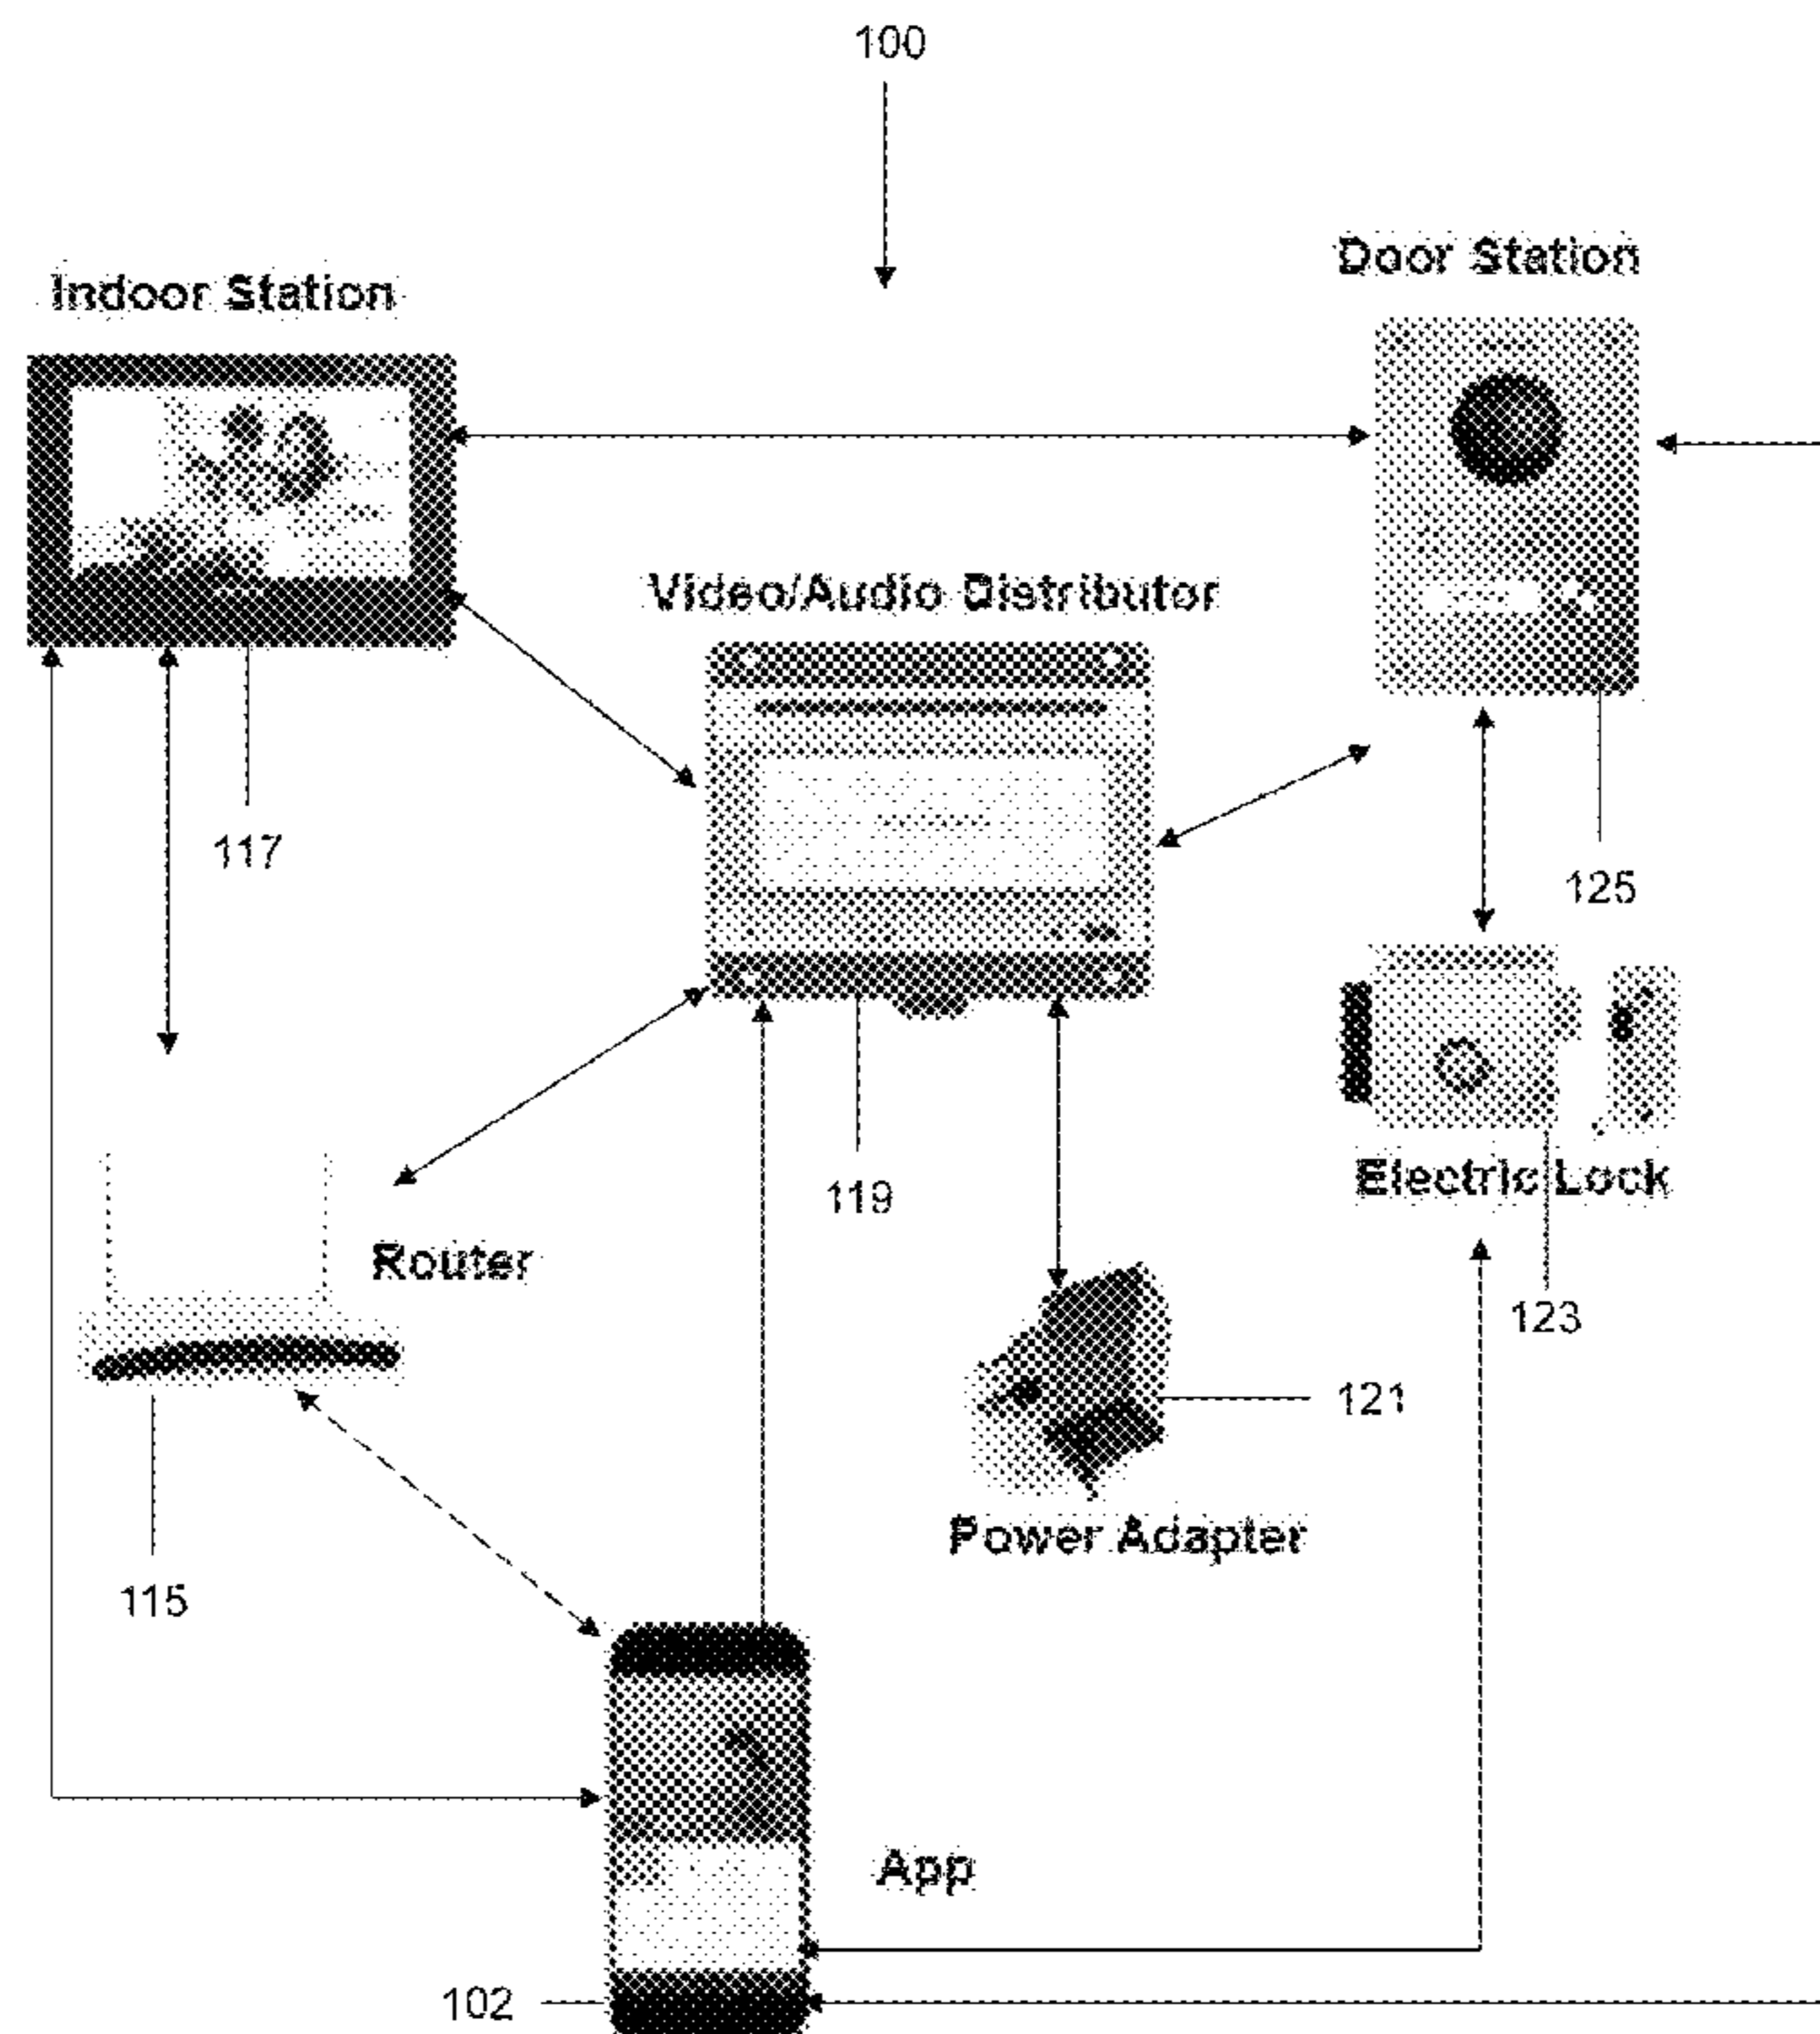 100
Door Station
Indoor Station
Video/Audio Distributor
117
125
119
Electric Lock
Router
123
121
Power Adapter
115
App
102